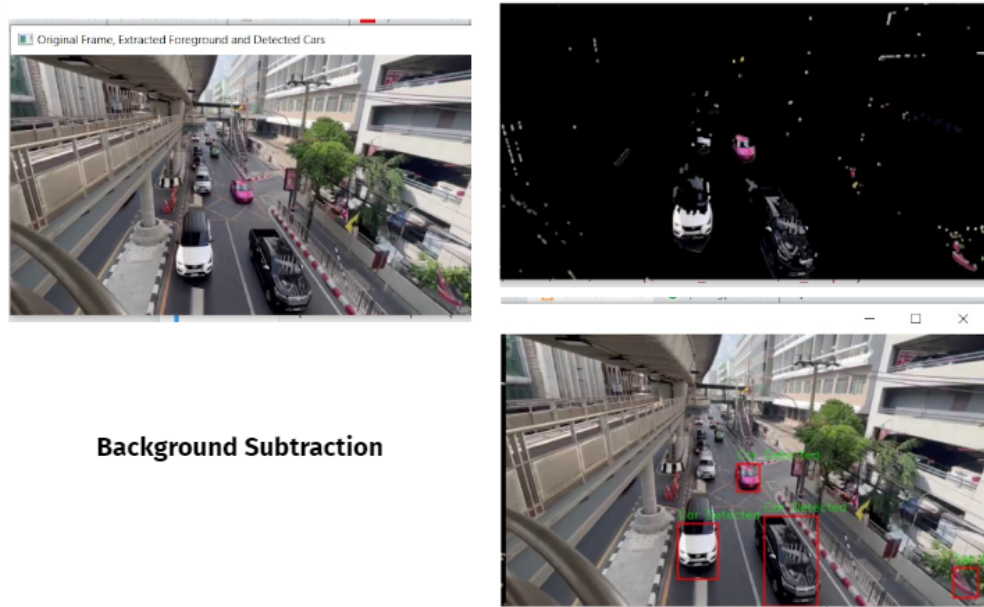 Original Frame, Extracted Foreground and Detected Cars
Background Subtraction
Car Detected
Car Detected
Car Detected